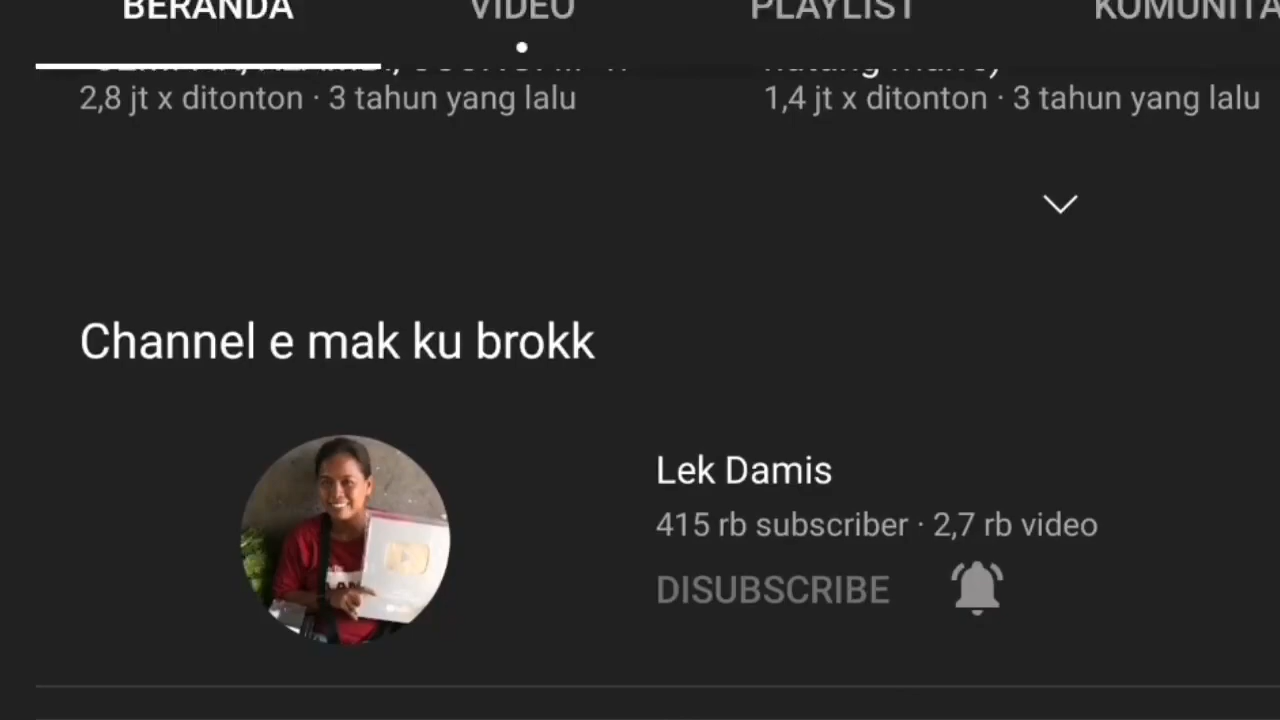 BERANDA VIDEO PLAYLIST KOMUNITA
2,8 jt x ditonton · 3 tahun yang lalu 1,4 jt x ditonton · 3 tahun yang lalu
Channel e mak ku brokk
Lek Damis
415 rb subscriber · 2,7 rb video
DISUBSCRIBE